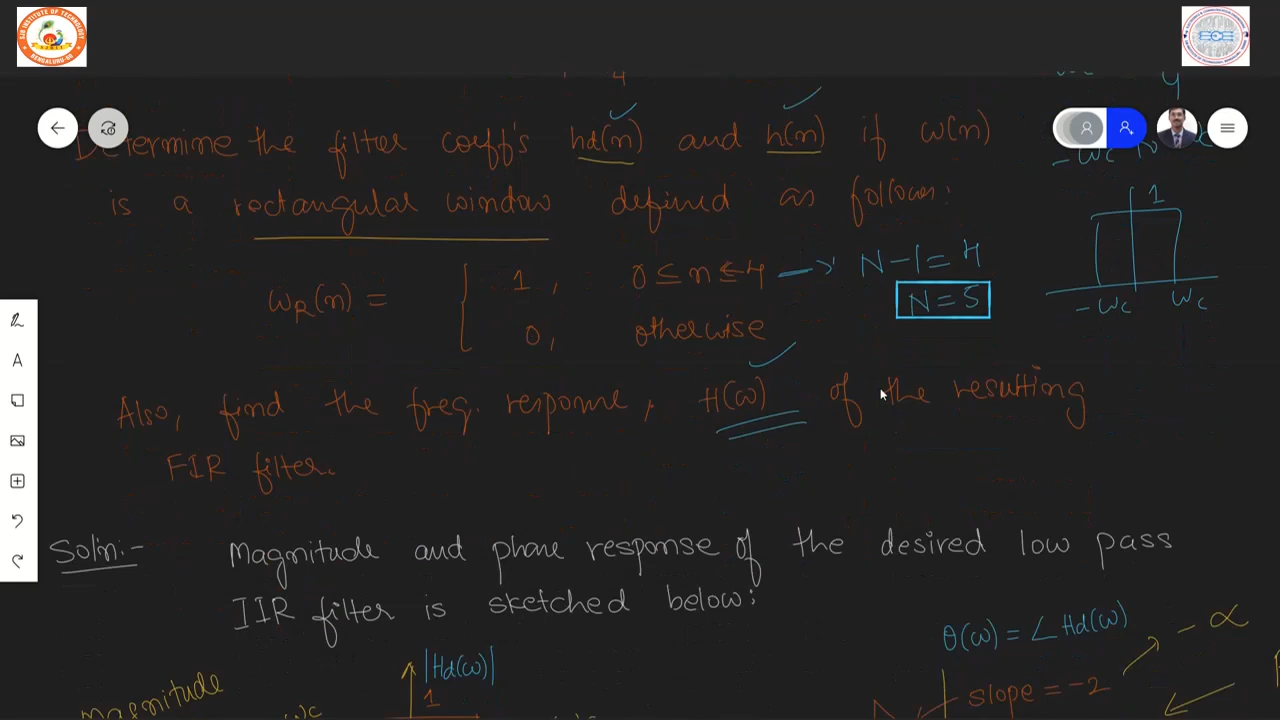 4
Determine the filter coeff's hd(n) and h(n) if ω(n)
is a rectangular window defined as follows:
1
ωR(n) = { 1, 0 ≤ n ≤ 4 → N-1 = 4
0, otherwise
N = 5
-ωc ωc
Also, find the freq. response, H(ω) of the resulting
FIR filter.
Soln:- Magnitude and phase response of the desired low pass
IIR filter is sketched below:
θ(ω) = ∠Hd(ω)
-α
|Hd(ω)|
Magnitude
slope = -2
1
ωc